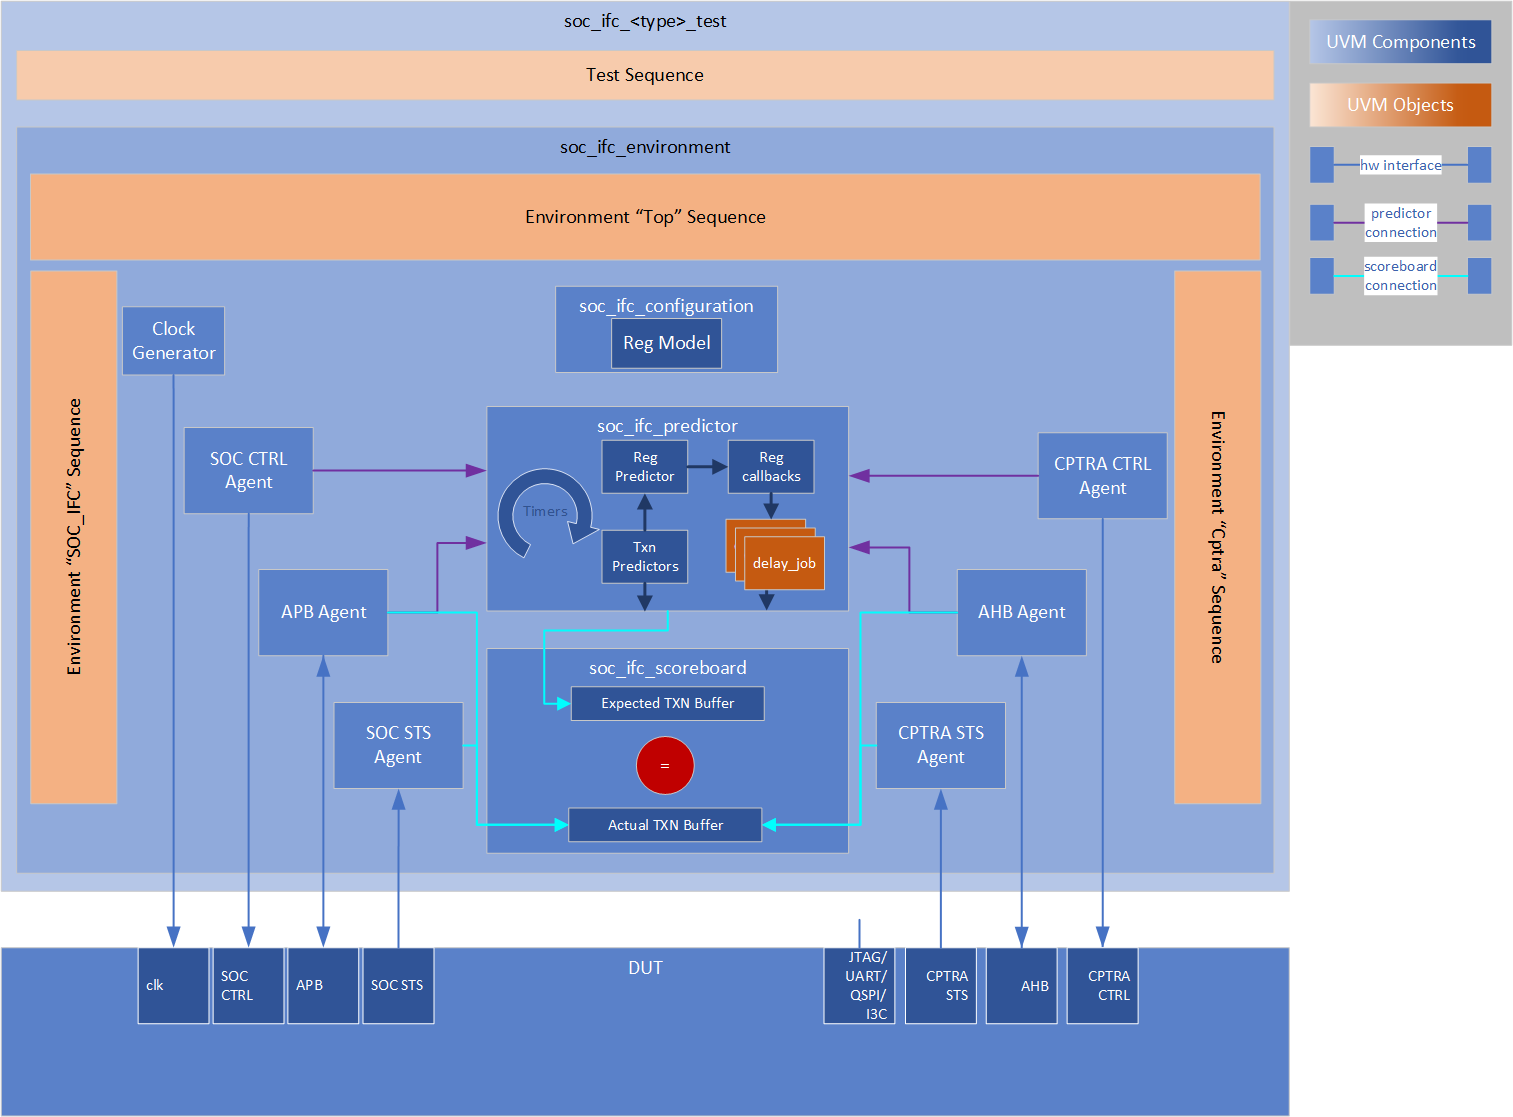 soc_ifc_<type>_test
Test Sequence
soc_ifc_environment
Environment “Top” Sequence
Environment “SOC_IFC” Sequence
Clock
Generator
soc_ifc_configuration
Reg Model
SOC CTRL
Agent
soc_ifc_predictor
Reg
Predictor
Reg
callbacks
Timers
Txn
Predictors
delay_job
CPTRA CTRL
Agent
APB Agent
AHB Agent
SOC STS
Agent
soc_ifc_scoreboard
Expected TXN Buffer
=
Actual TXN Buffer
CPTRA STS
Agent
Environment “Cptra” Sequence
DUT
clk
SOC
CTRL
APB
SOC STS
JTAG/
UART/
QSPI/
I3C
CPTRA
STS
AHB
CPTRA
CTRL
UVM Components
UVM Objects
hw interface
predictor
connection
scoreboard
connection